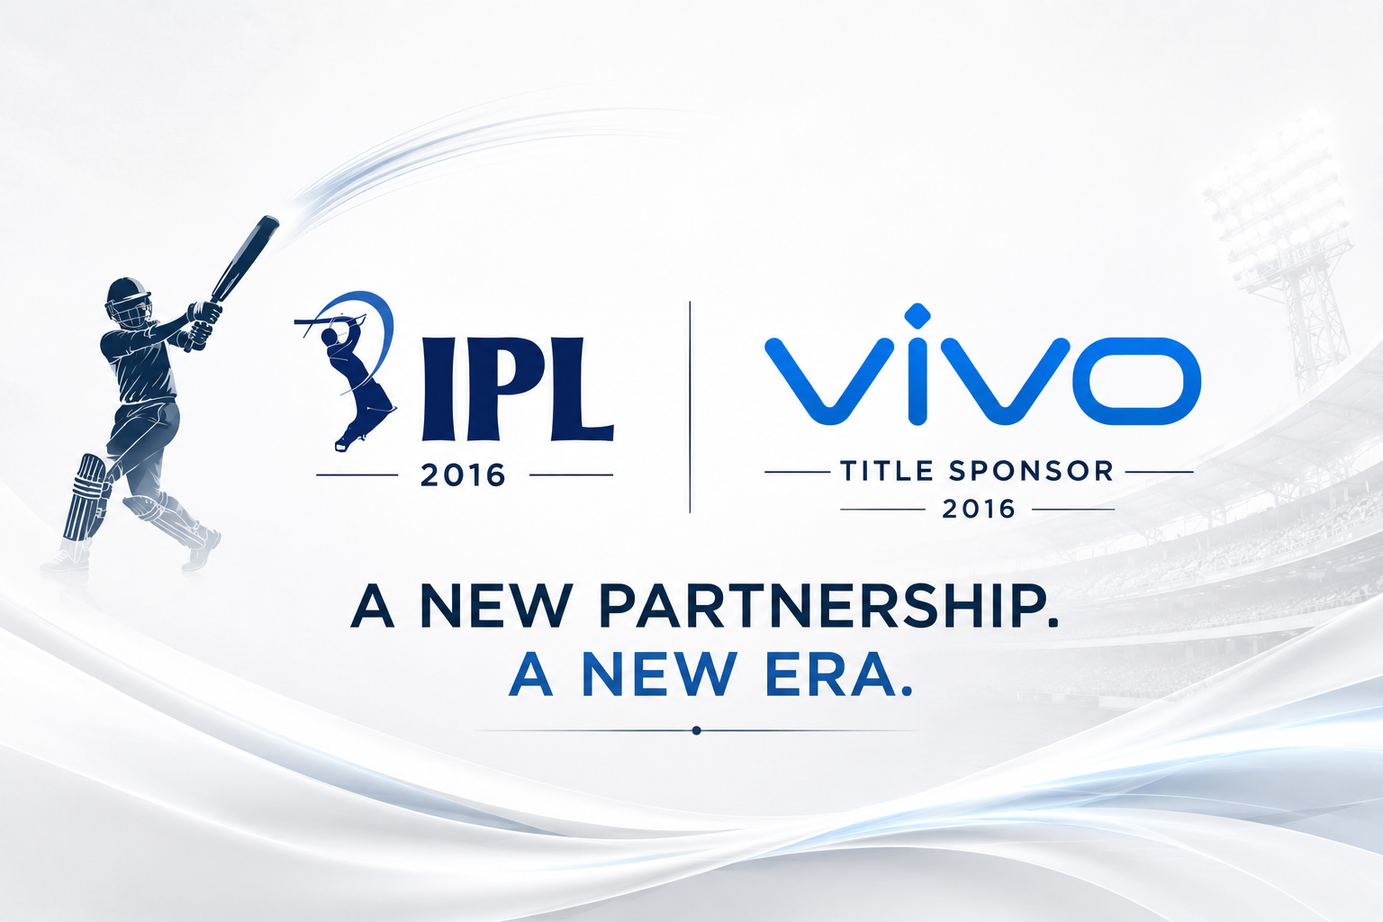 IPL
2016
vivo
TITLE SPONSOR
2016
A NEW PARTNERSHIP.
A NEW ERA.